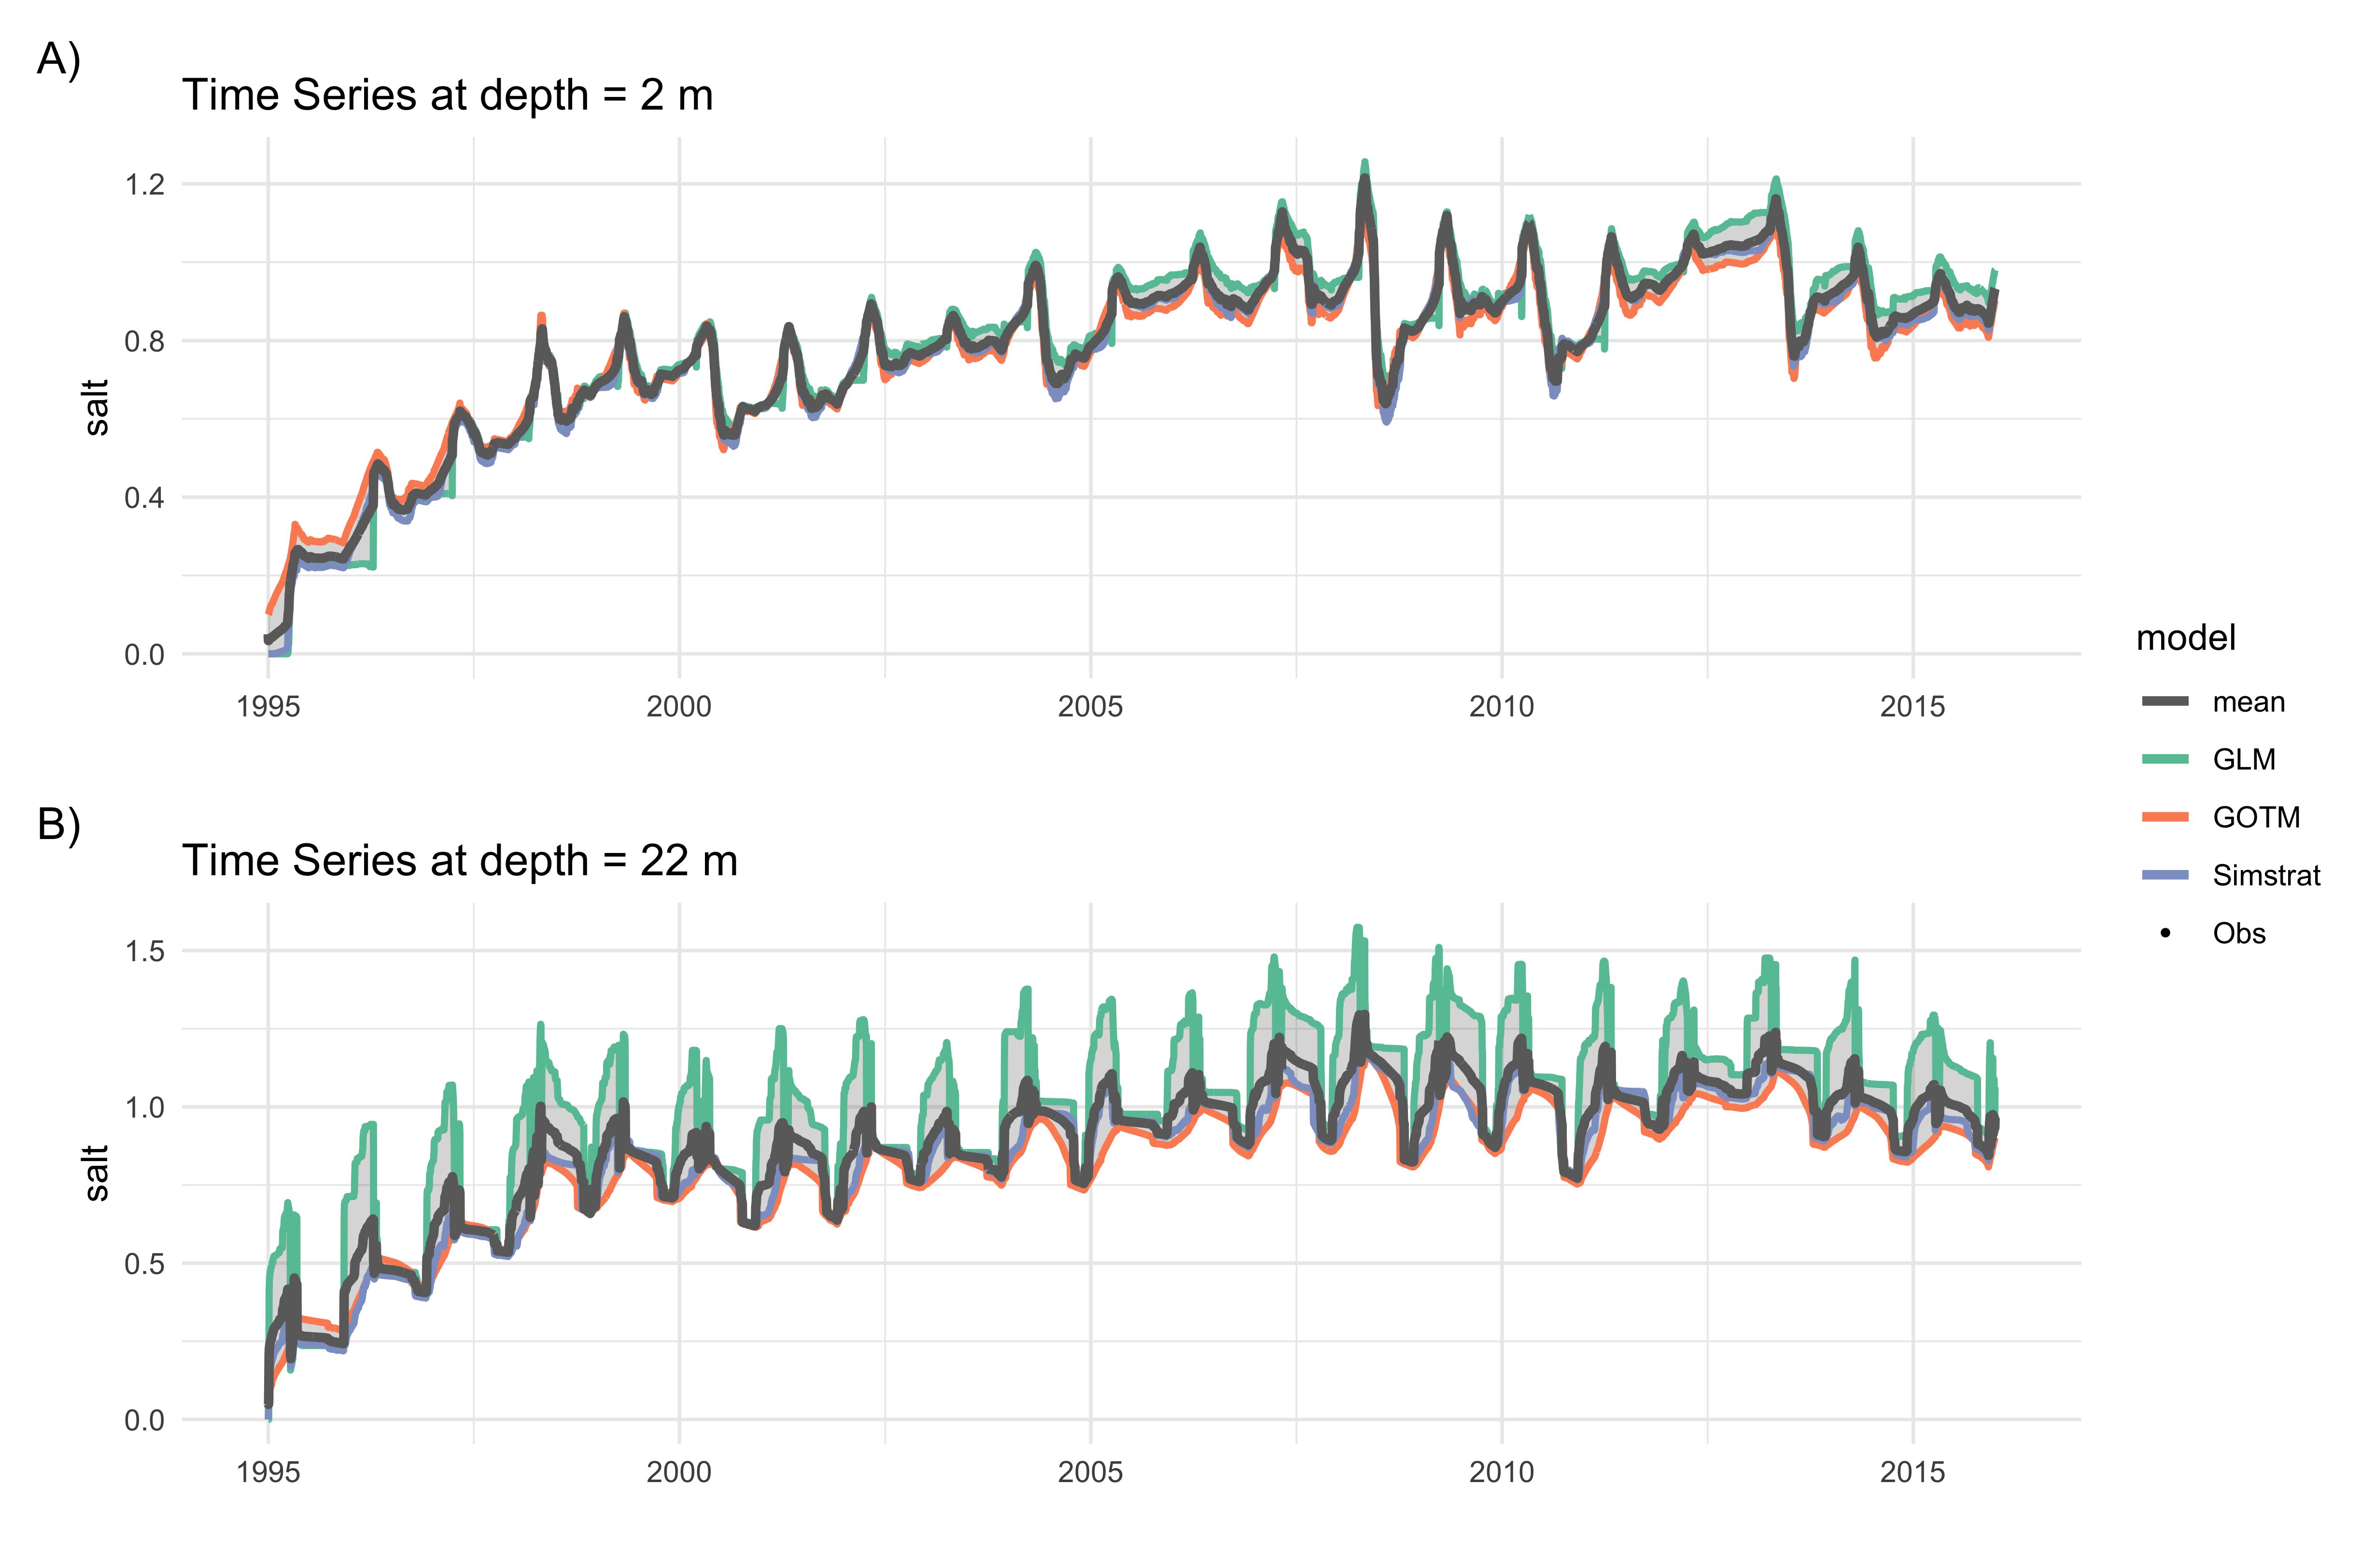 A)
Time Series at depth = 2 m
salt
1.2
0.8
0.4
0.0
1995 2000 2005 2010 2015
model
mean
GLM
GOTM
Simstrat
Obs
B)
Time Series at depth = 22 m
salt
1.5
1.0
0.5
0.0
1995 2000 2005 2010 2015